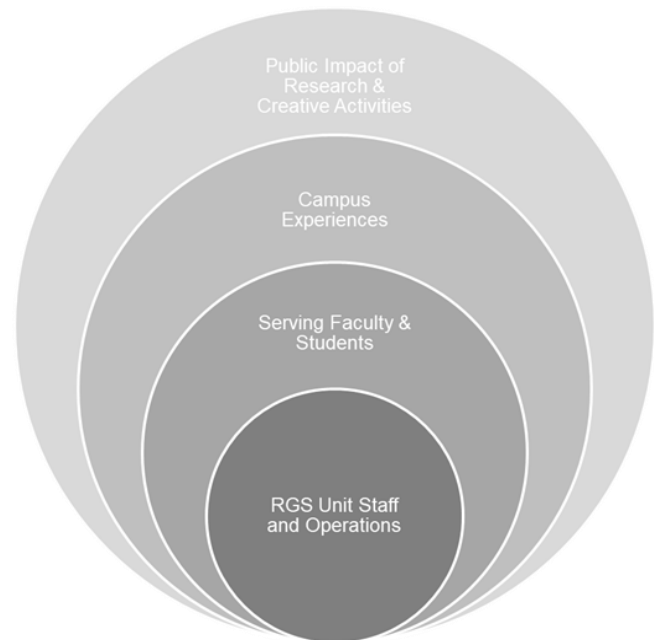 Public Impact of
Research &
Creative Activities
Campus
Experiences
Serving Faculty &
Students
RGS Unit Staff
and Operations